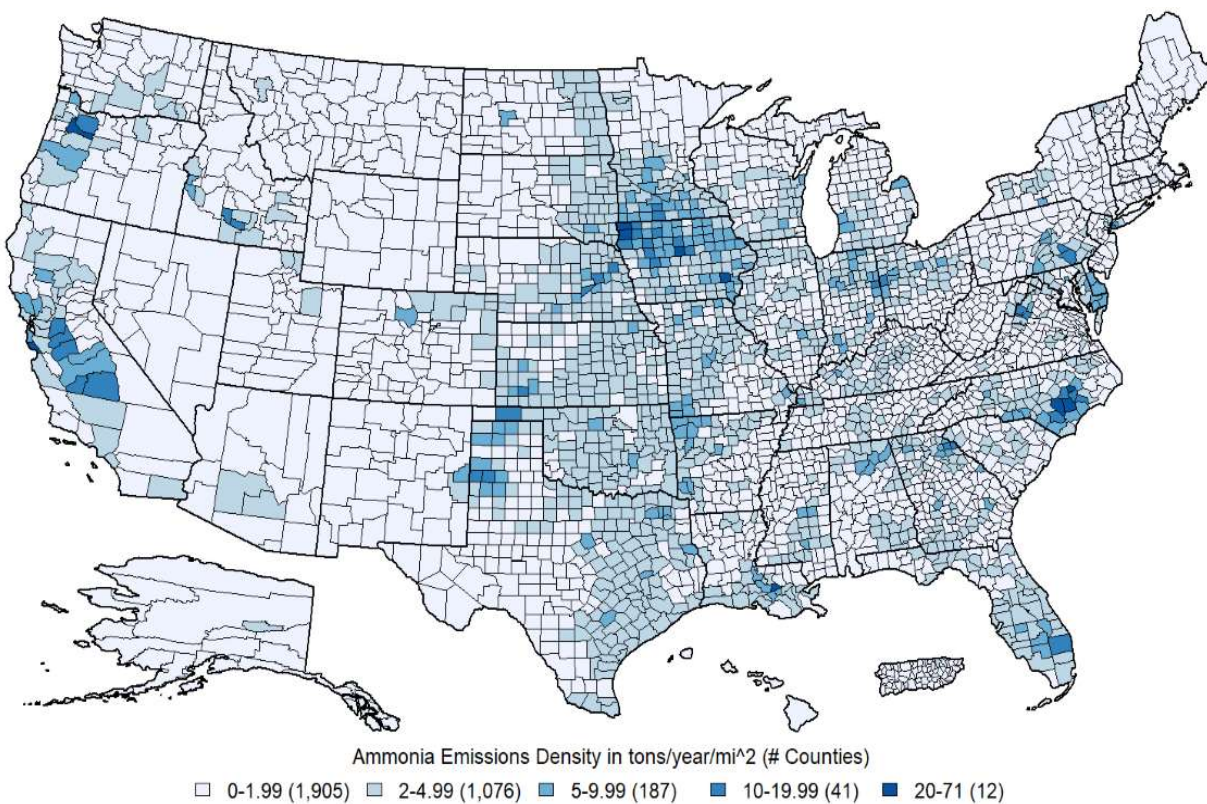 Ammonia Emissions Density in tons/year/mi^2 (# Counties)
0-1.99 (1,905) 2-4.99 (1,076) 5-9.99 (187) 10-19.99 (41) 20-71 (12)